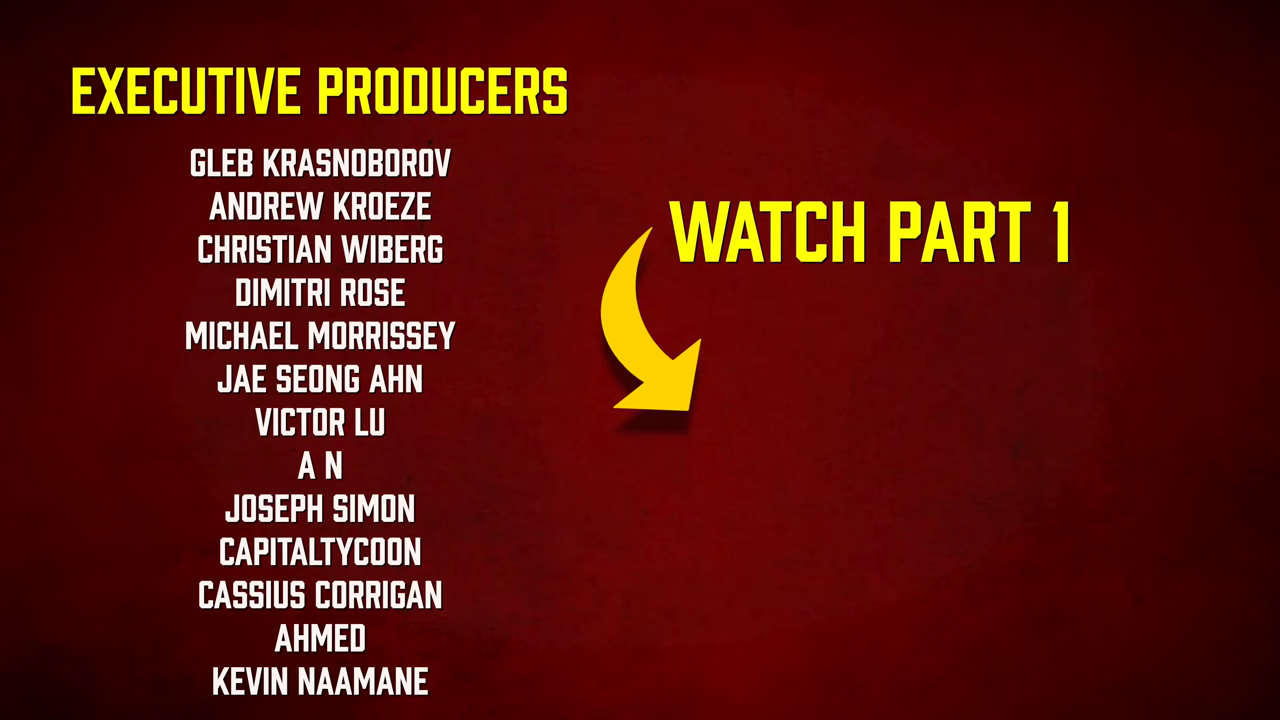 EXECUTIVE PRODUCERS
GLEB KRASNOBOROV
ANDREW KROEZE
CHRISTIAN WIBERG
DIMITRI ROSE
MICHAEL MORRISSEY
JAE SEONG AHN
VICTOR LU
A N
JOSEPH SIMON
CAPITALTYCOON
CASSIUS CORRIGAN
AHMED
KEVIN NAAMANE
WATCH PART 1